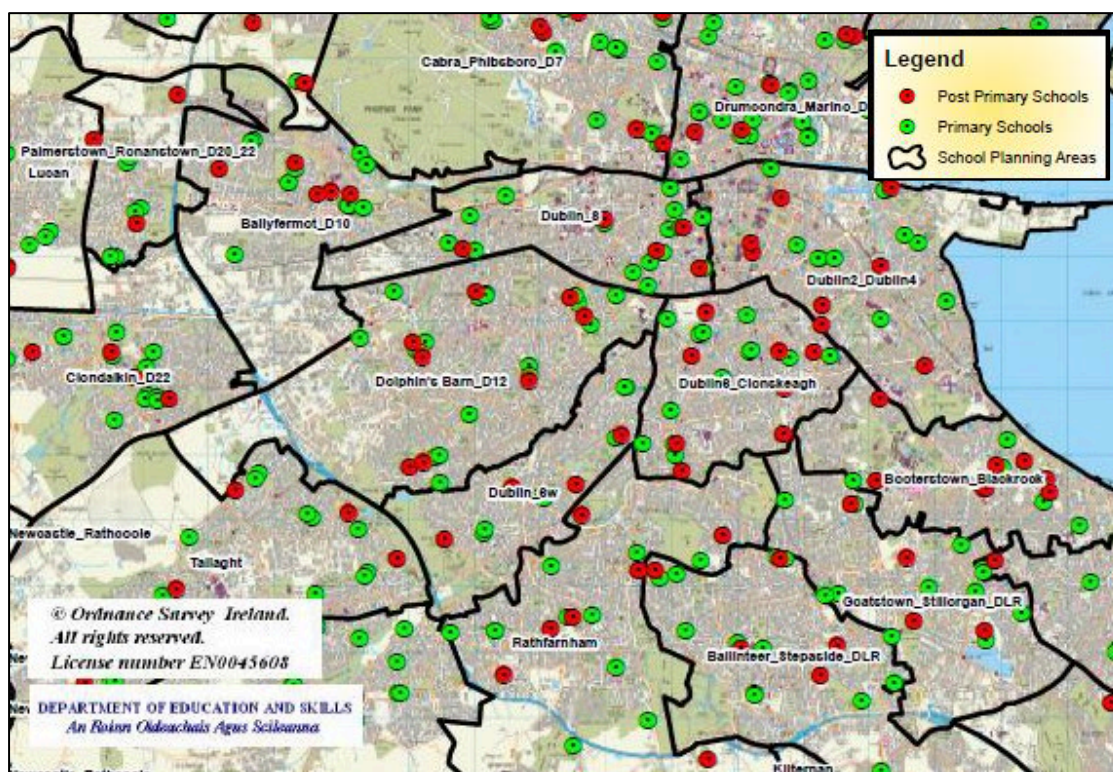 Cabra_Phibsboro_D7
Legend
Post Primary Schools
Primary Schools
School Planning Areas
Drumcondra_Marino_D
PHOENIX PARK
Palmerstown_Ronanstown_D20_22
Lucan
Ballyfermot_D10
Dublin_8
Dublin2_Dublin4
Clondalkin_D22
Dolphin's Barn_D12
Dublin6_Clonskeagh
Booterstown_Blackrock
Dublin_6w
Newcastle_Rathcoole
Tallaght
Goatstown_Stillorgan_DLR
Rathfarnham
Ballinteer_Stepaside_DLR
© Ordnance Survey Ireland.
All rights reserved.
License number EN0045608
DEPARTMENT OF EDUCATION AND SKILLS
An Roinn Oideachais Agus Scileanna
Kilternan